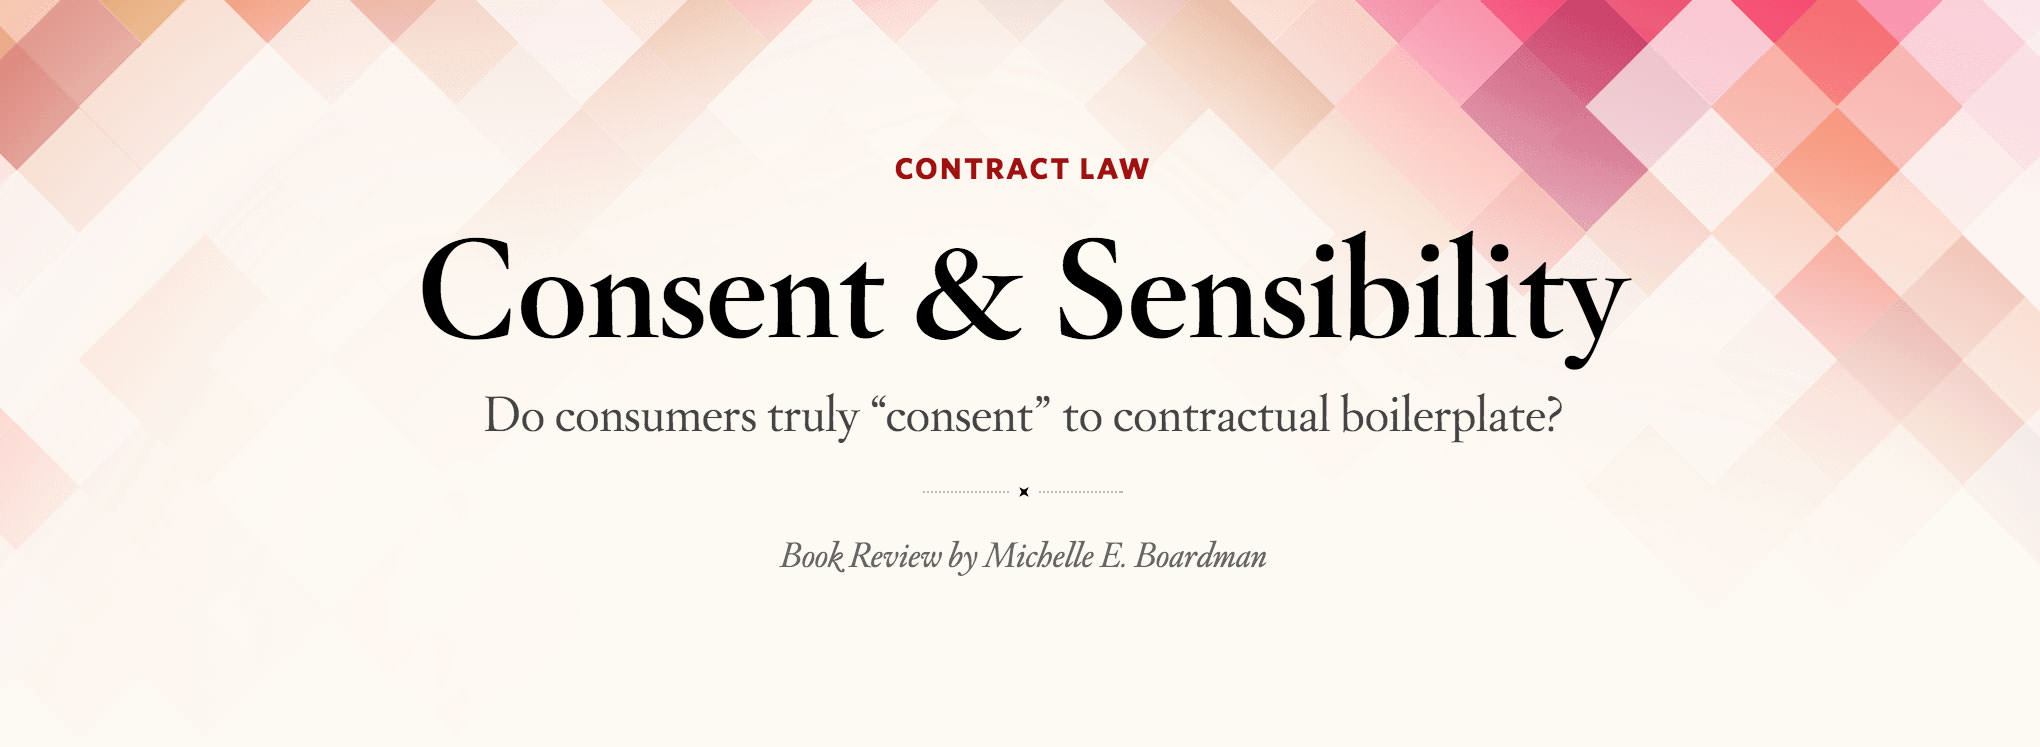 CONTRACT LAW
Consent & Sensibility
Do consumers truly “consent” to contractual boilerplate?
Book Review by Michelle E. Boardman